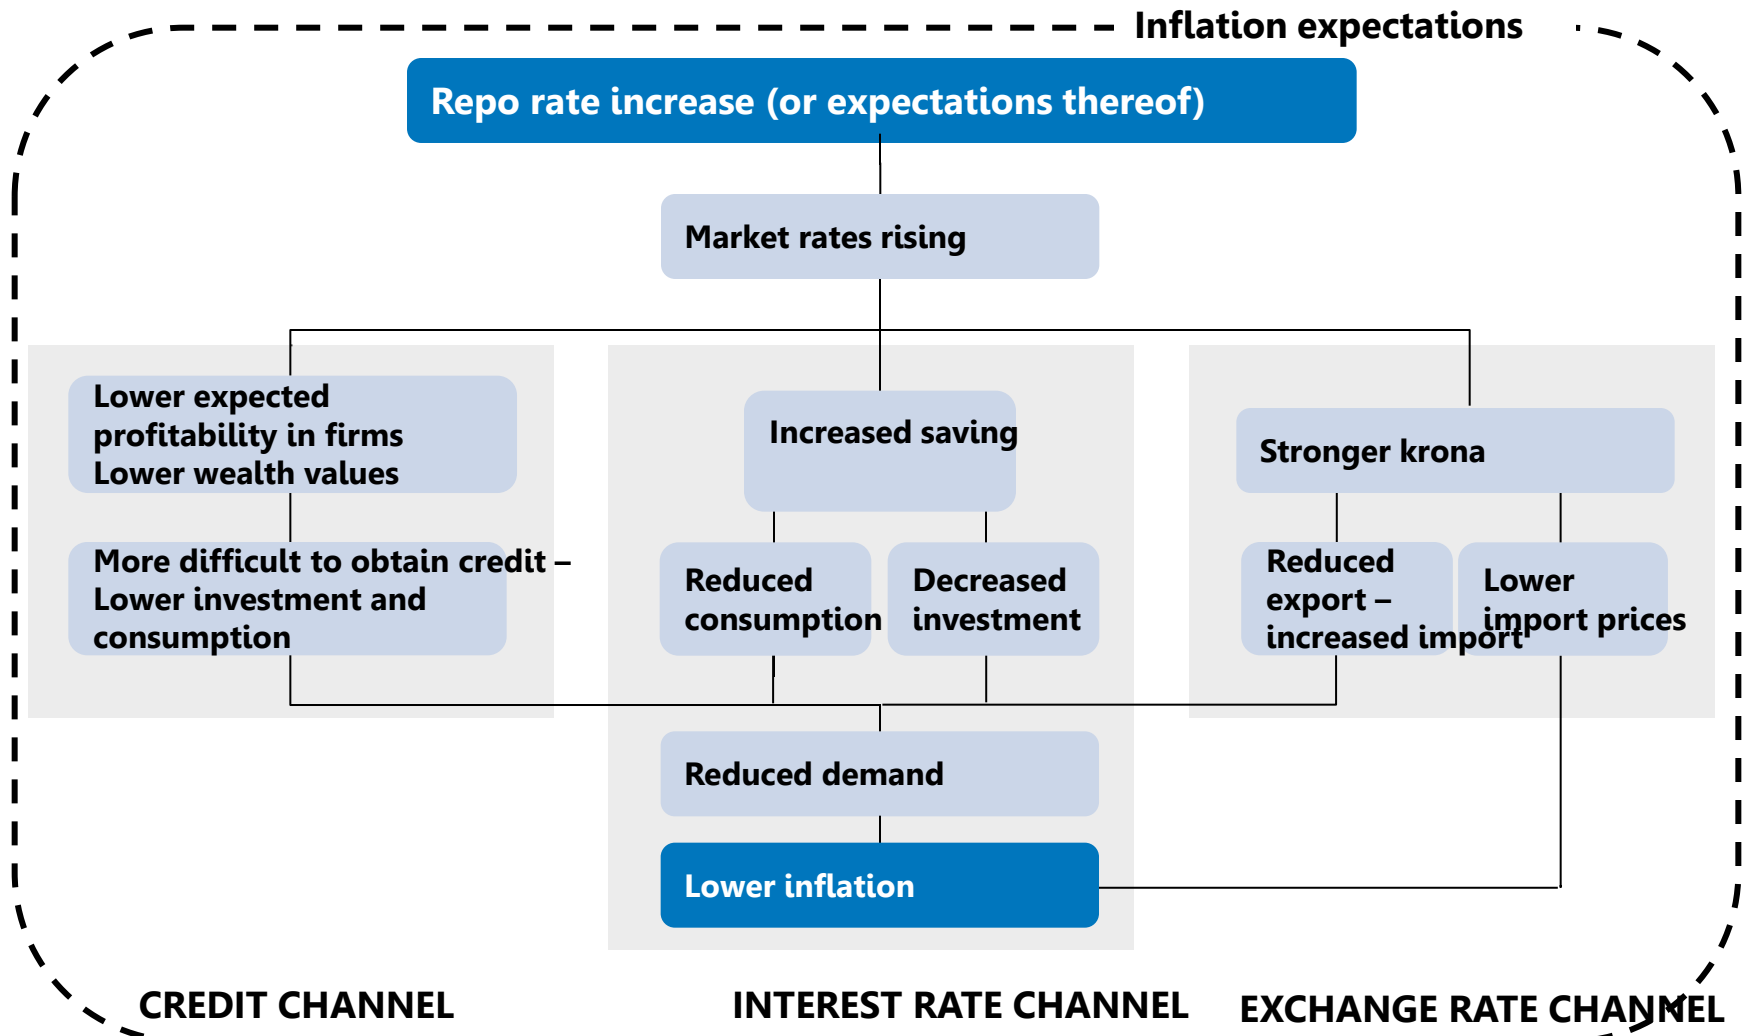 Inflation expectations
Repo rate increase (or expectations thereof)
Market rates rising
Lower expected
profitability in firms
Lower wealth values
Increased saving
Stronger krona
More difficult to obtain credit –
Lower investment and
consumption
Reduced
consumption
Decreased
investment
Reduced
export –
increased import
Lower
import prices
Reduced demand
Lower inflation
CREDIT CHANNEL
INTEREST RATE CHANNEL
EXCHANGE RATE CHANNEL